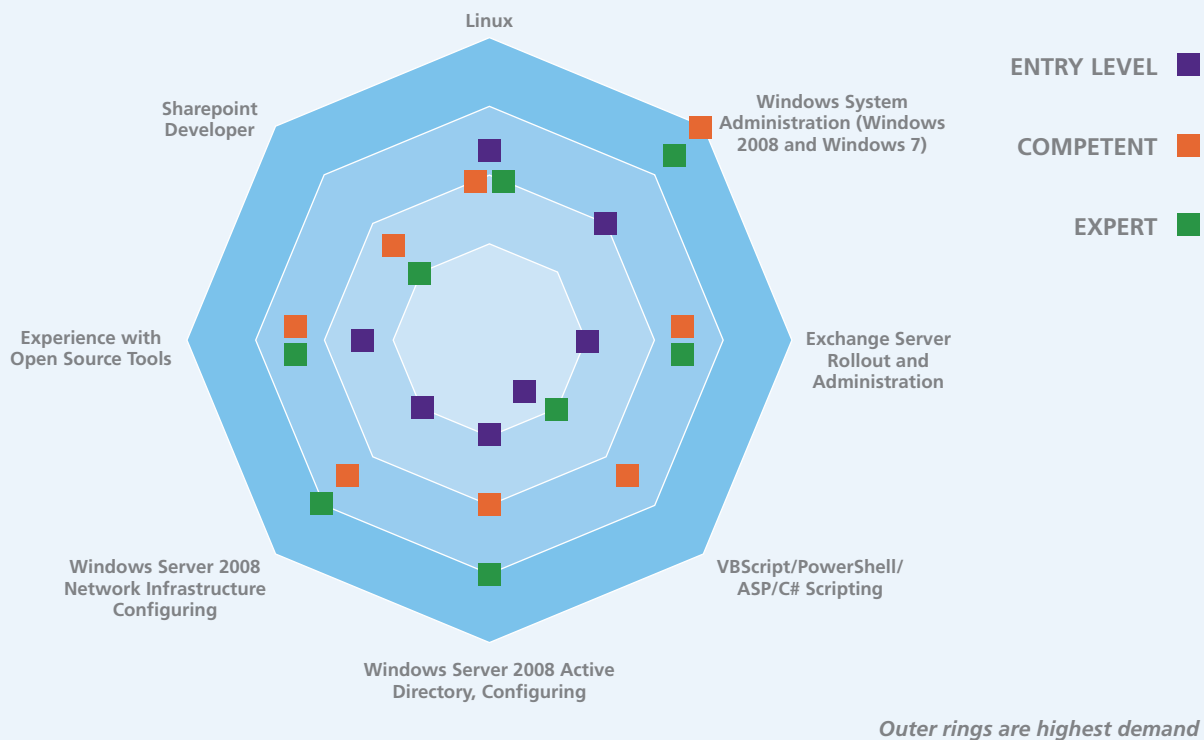 Linux
Sharepoint
Developer
Windows System
Administration (Windows
2008 and Windows 7)
ENTRY LEVEL
COMPETENT
EXPERT
Experience with
Open Source Tools
Exchange Server
Rollout and
Administration
Windows Server 2008
Network Infrastructure
Configuring
VBScript/PowerShell/
ASP/C# Scripting
Windows Server 2008 Active
Directory, Configuring
Outer rings are highest demand